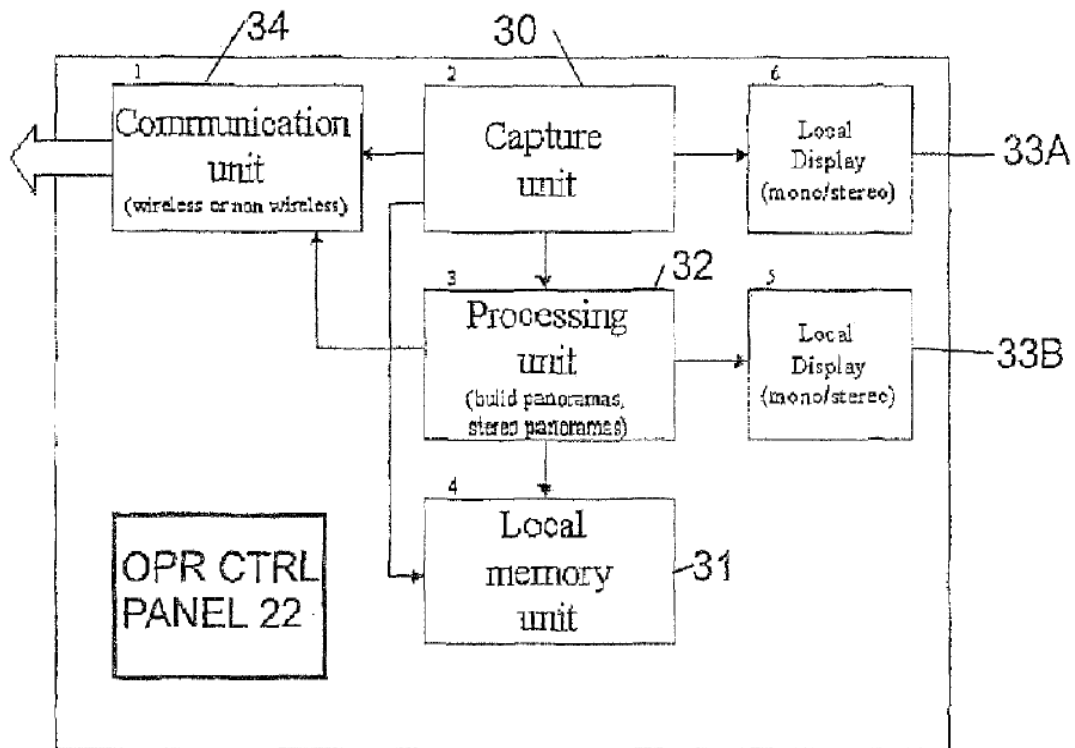 34
30
1
Communication
unit
(wireless or non wireless)
2
Capture
unit
6
Local
Display
(mono/stereo)
33A
32
3
Processing
unit
(bulid panoramas,
stereo panoramas)
5
Local
Display
(mono/stereo)
33B
4
Local
memory
unit
31
OPR CTRL
PANEL 22